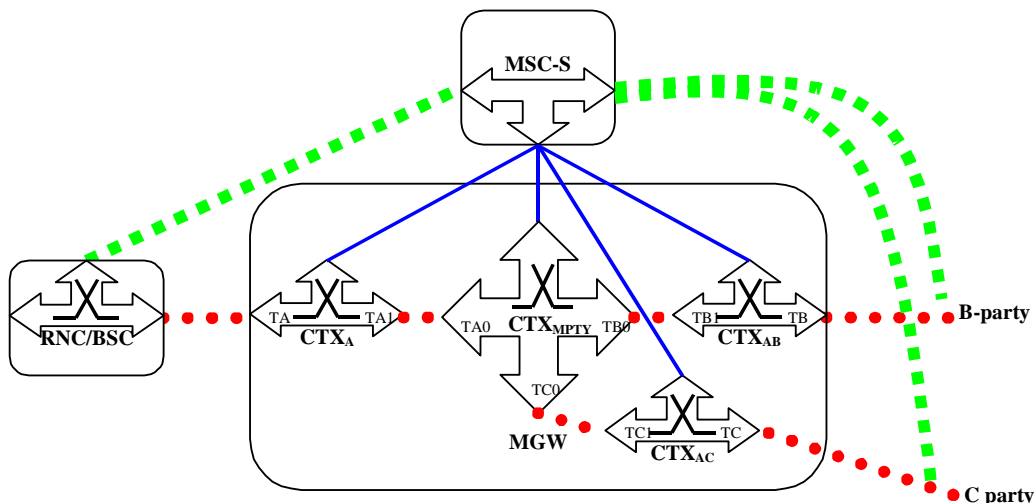 MSC-S
RNC/BSC
TA
TA1
CTXA
TA0
CTXMPTY
TB0
TC0
TB1
TB
CTXAB
B-party
MGW
TC1
TC
CTXAC
C party